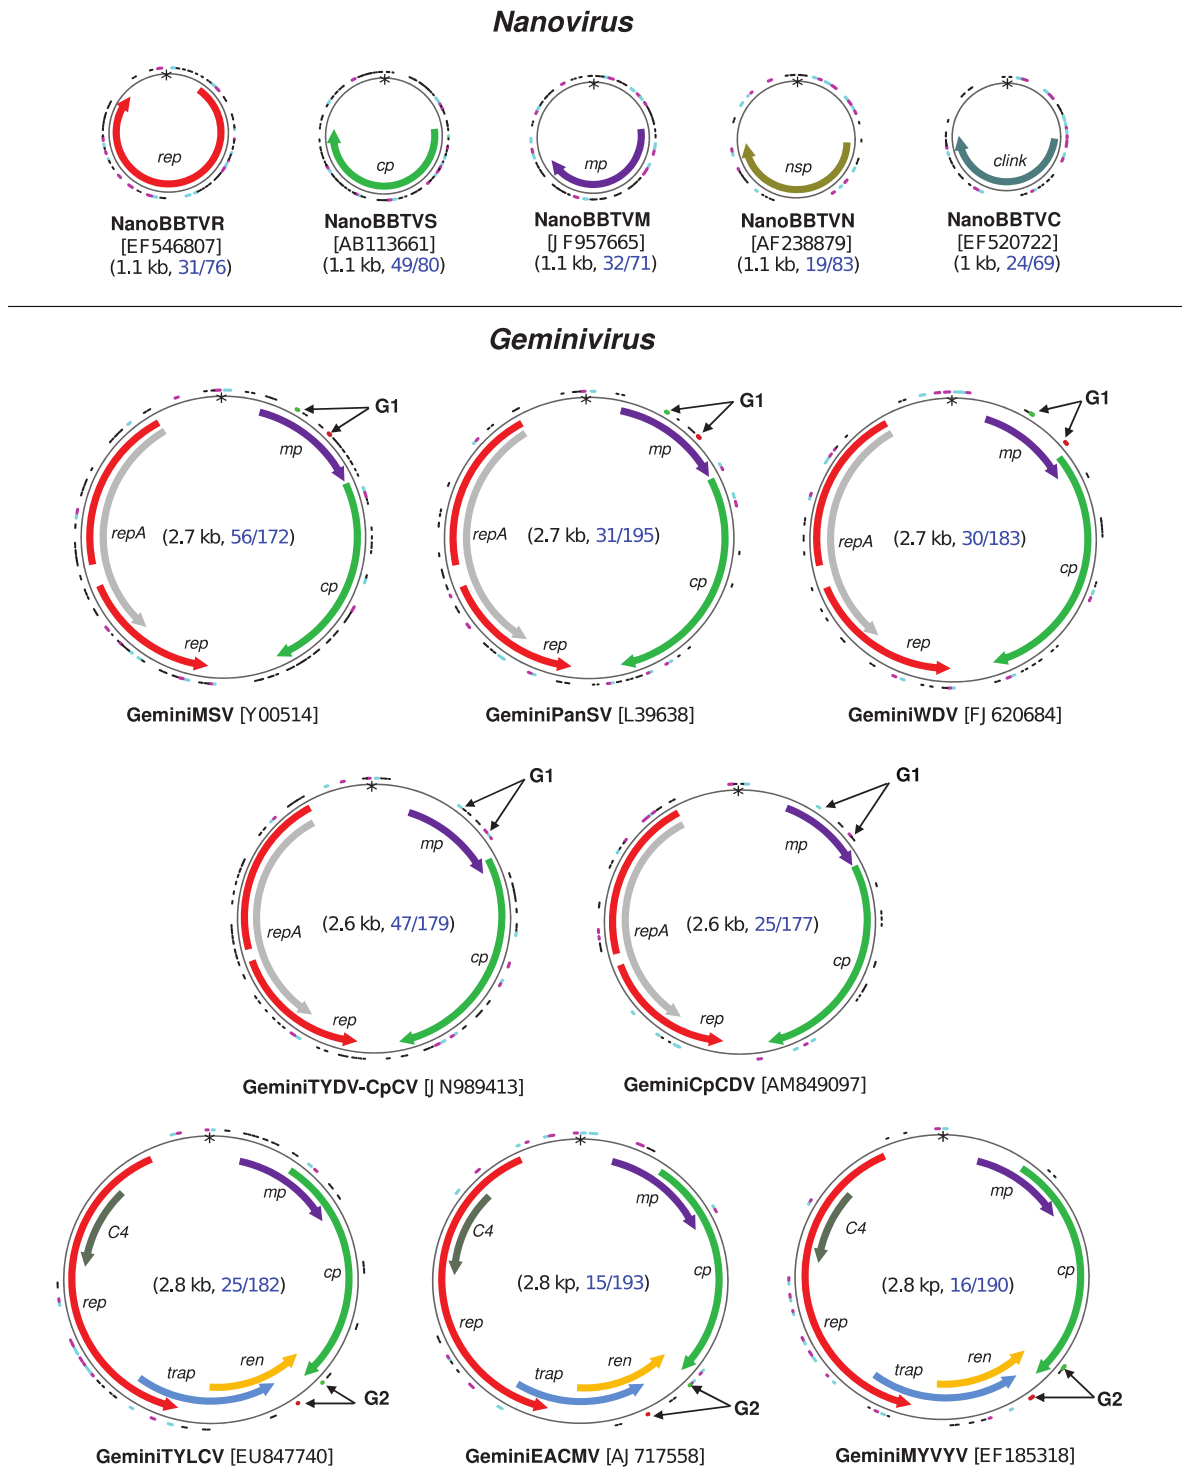 Nanovirus
*
*
*
*
*
rep
cp
mp
nsp
clink
NanoBBTVR
[EF546807]
(1.1 kb, 31/76)
NanoBBTVS
[AB113661]
(1.1 kb, 49/80)
NanoBBTVM
[JF957665]
(1.1 kb, 32/71)
NanoBBTVN
[AF238879]
(1.1 kb, 19/83)
NanoBBTVC
[EF520722]
(1 kb, 24/69)
Geminivirus
*
G1
mp
repA
(2.7 kb, 56/172)
cp
rep
GeminiMSV [Y00514]
*
G1
mp
repA
(2.7 kb, 31/195)
cp
rep
GeminiPanSV [L39638]
*
G1
mp
repA
(2.7 kb, 30/183)
cp
rep
GeminiWDV [FJ620684]
*
G1
mp
repA
(2.6 kb, 47/179)
cp
rep
GeminiTYDV-CpCV [JN989413]
*
G1
mp
repA
(2.6 kb, 25/177)
cp
rep
GeminiCpCDV [AM849097]
*
mp
C4
(2.8 kb, 25/182)
cp
rep
trap
ren
G2
GeminiTYLCV [EU847740]
*
mp
C4
(2.8 kp, 15/193)
cp
rep
trap
ren
G2
GeminiEACMV [AJ717558]
*
mp
C4
(2.8 kp, 16/190)
cp
rep
trap
ren
G2
GeminiMYVYV [EF185318]